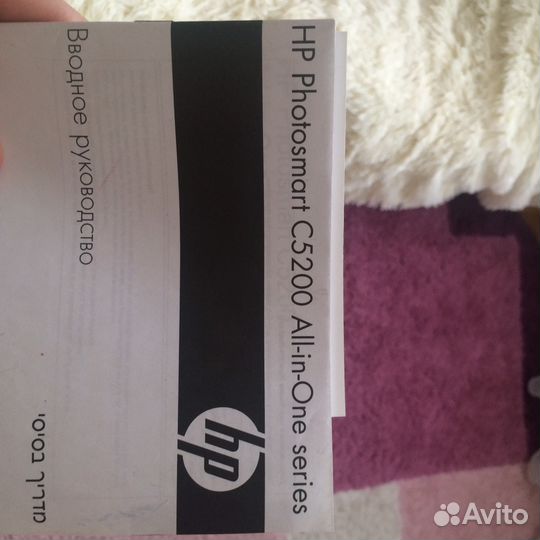 HP Photosmart C5200 All-in-One series
hp
Вводное руководство
מדריך בסיסי
Avito